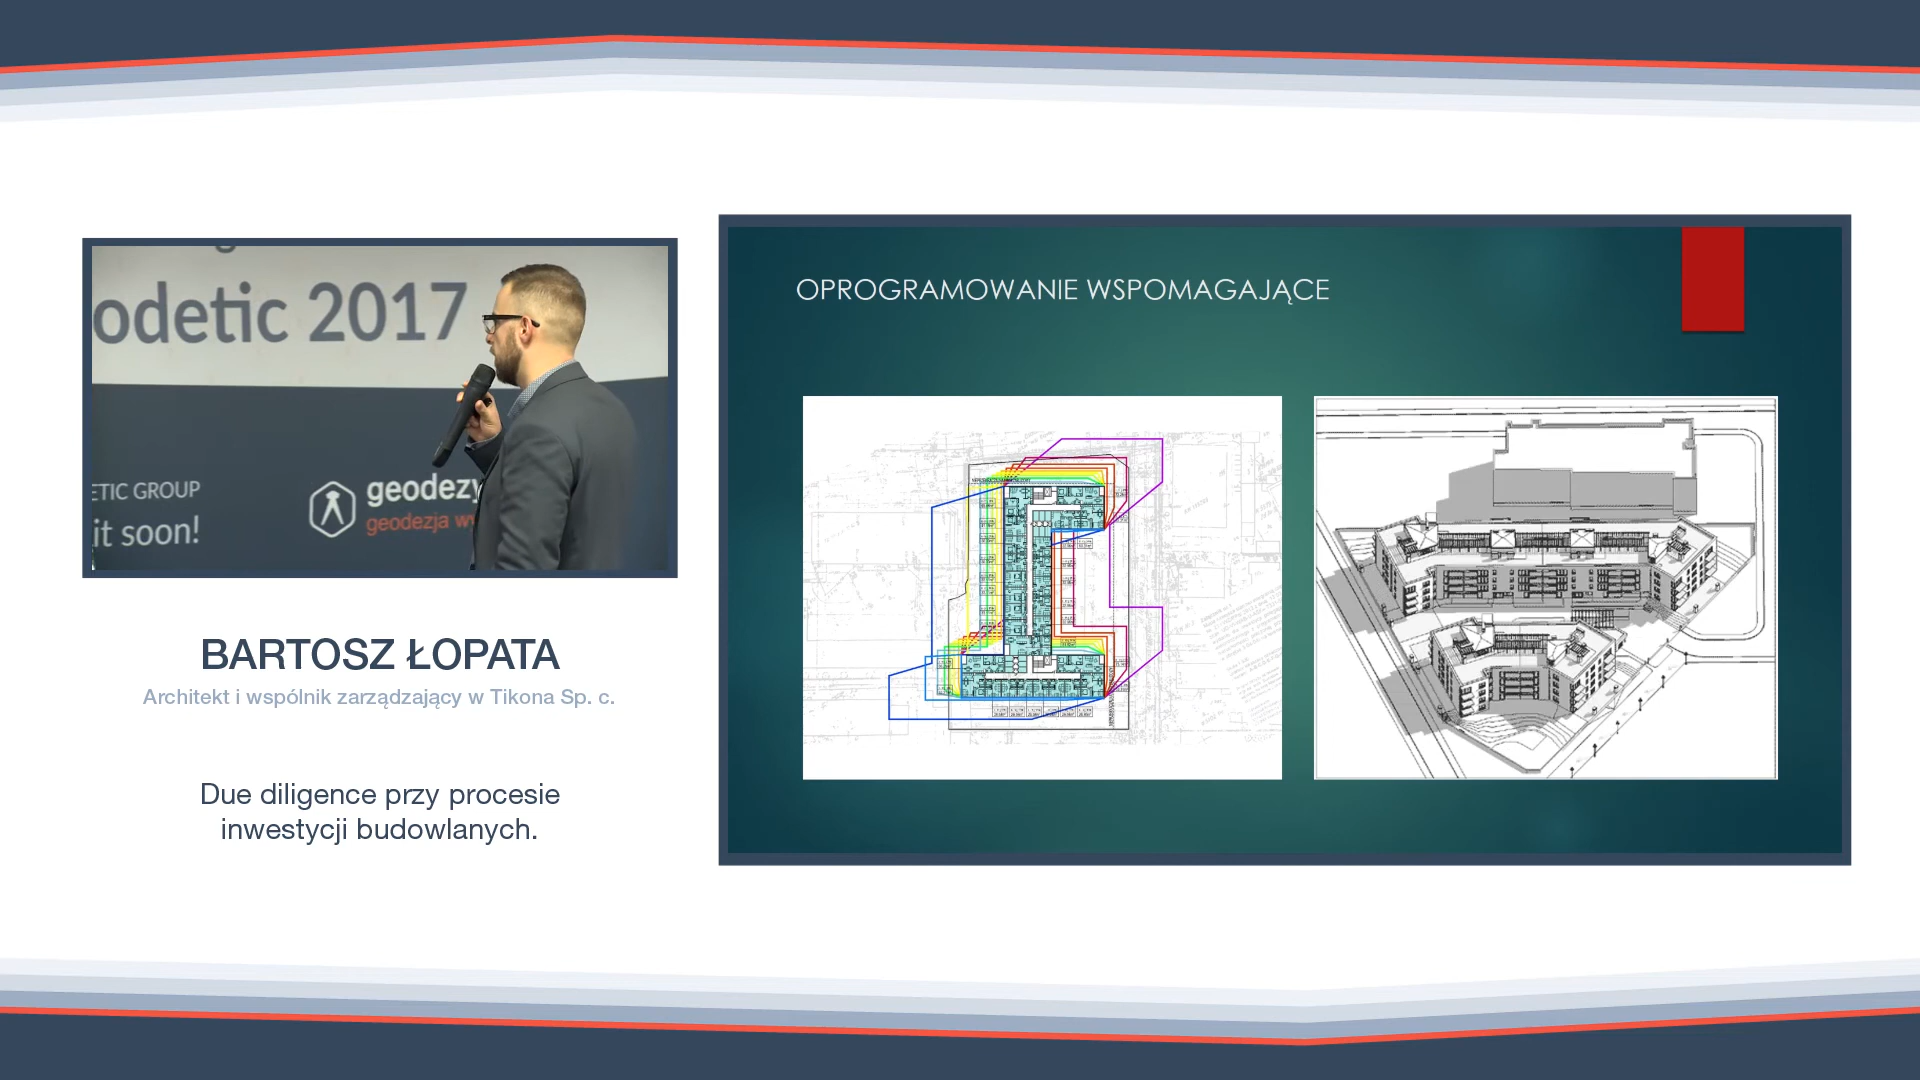 odetic 2017
ETIC GROUP
it soon!
geodezy
geodezja w
BARTOSZ ŁOPATA
Architekt i wspólnik zarządzający w Tikona Sp. c.
Due diligence przy procesie
inwestycji budowlanych.
OPROGRAMOWANIE WSPOMAGAJĄCE